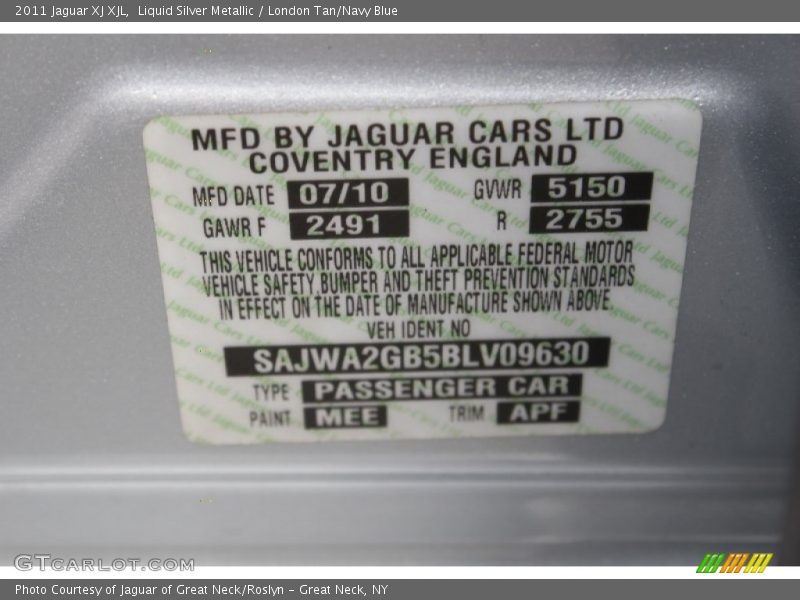 2011 Jaguar XJ XJL,  Liquid Silver Metallic / London Tan/Navy Blue
MFD BY JAGUAR CARS LTD
COVENTRY ENGLAND
MFD DATE 07/10 GVWR 5150
GAWR F 2491 R 2755
THIS VEHICLE CONFORMS TO ALL APPLICABLE FEDERAL MOTOR
VEHICLE SAFETY, BUMPER AND THEFT PREVENTION STANDARDS
IN EFFECT ON THE DATE OF MANUFACTURE SHOWN ABOVE.
VEH IDENT NO
SAJWA2GB5BLV09630
TYPE PASSENGER CAR
PAINT MEE TRIM APF
GTCARLOT.COM
Photo Courtesy of Jaguar of Great Neck/Roslyn – Great Neck, NY